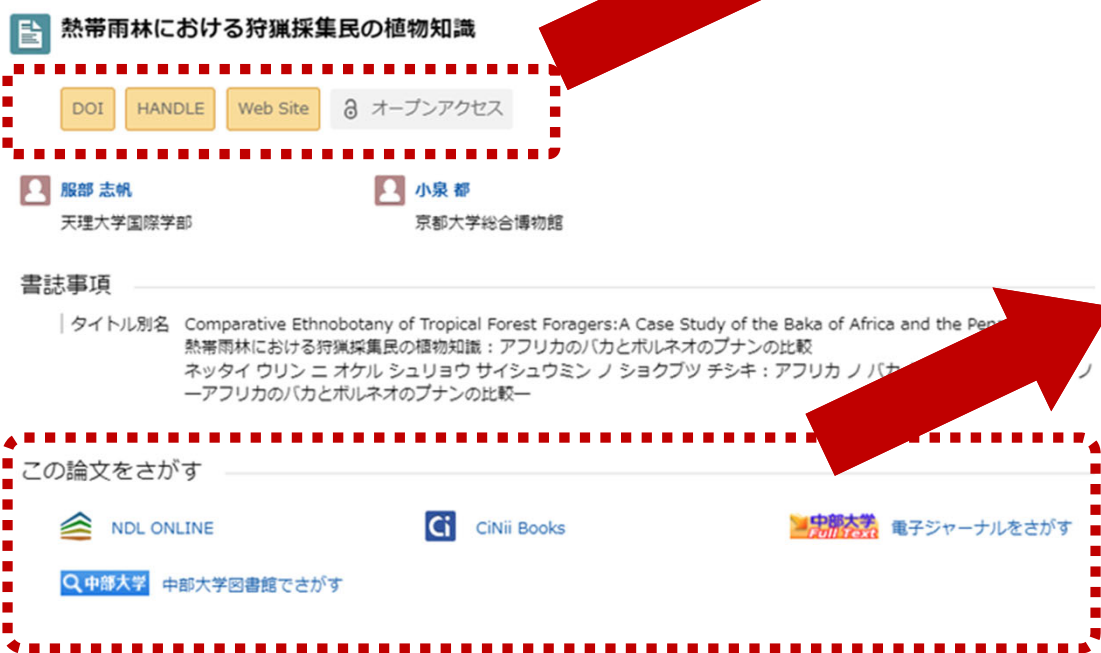 熱帯雨林における狩猟採集民の植物知識
DOI HANDLE Web Site オープンアクセス
服部 志帆 小泉 都
天理大学国際学部 京都大学総合博物館
書誌事項
タイトル別名 Comparative Ethnobotany of Tropical Forest Foragers:A Case Study of the Baka of Africa and the
熱帯雨林における狩猟採集民の植物知識：アフリカのバカとボルネオのプナンの比較
ネッタイ ウリン ニ オケル シュリョウ サイシュウミン ノ ショクブツ チシキ：アフリカ ノ バカ ノ
―アフリカのバカとボルネオのプナンの比較―
この論文をさがす
NDL ONLINE Ci CiNii Books 中部大学 Full Text 電子ジャーナルをさがす
中部大学 中部大学図書館でさがす